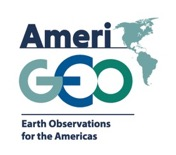 Ameri
GEO
Earth Observations
for the Americas